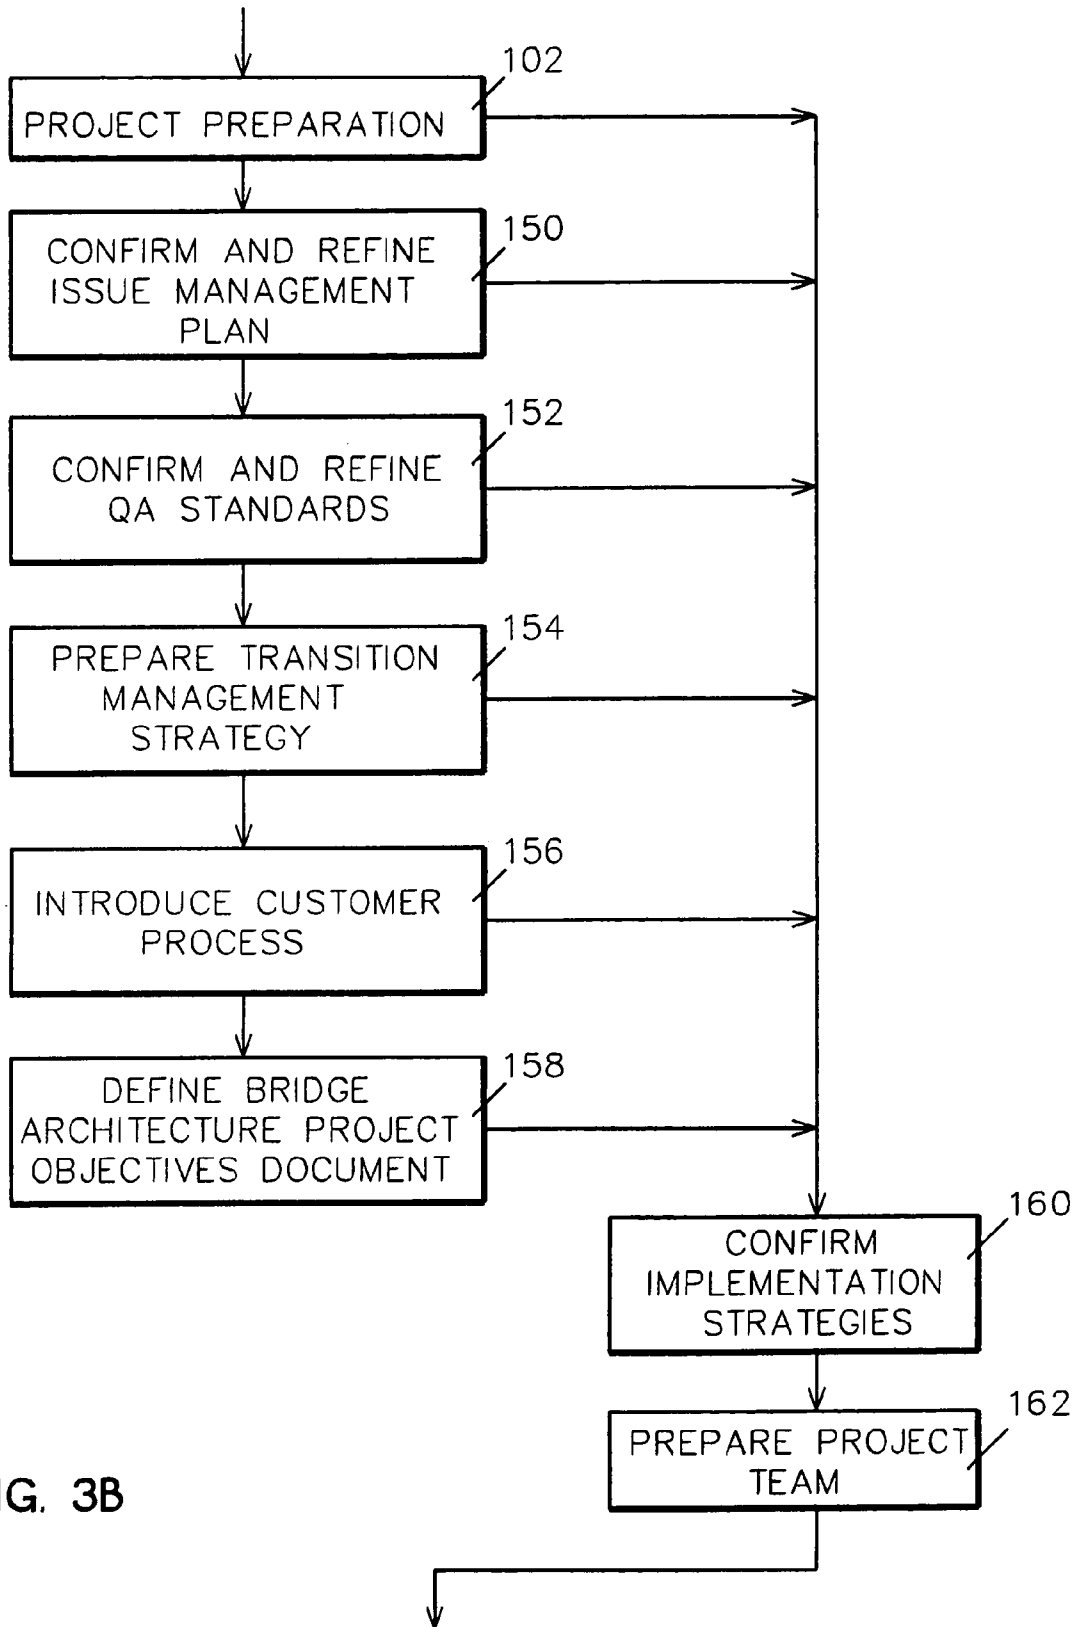 102
PROJECT PREPARATION
150
CONFIRM AND REFINE
ISSUE MANAGEMENT
PLAN
152
CONFIRM AND REFINE
QA STANDARDS
154
PREPARE TRANSITION
MANAGEMENT
STRATEGY
156
INTRODUCE CUSTOMER
PROCESS
158
DEFINE BRIDGE
ARCHITECTURE PROJECT
OBJECTIVES DOCUMENT
160
CONFIRM
IMPLEMENTATION
STRATEGIES
162
PREPARE PROJECT
TEAM
IG. 3B